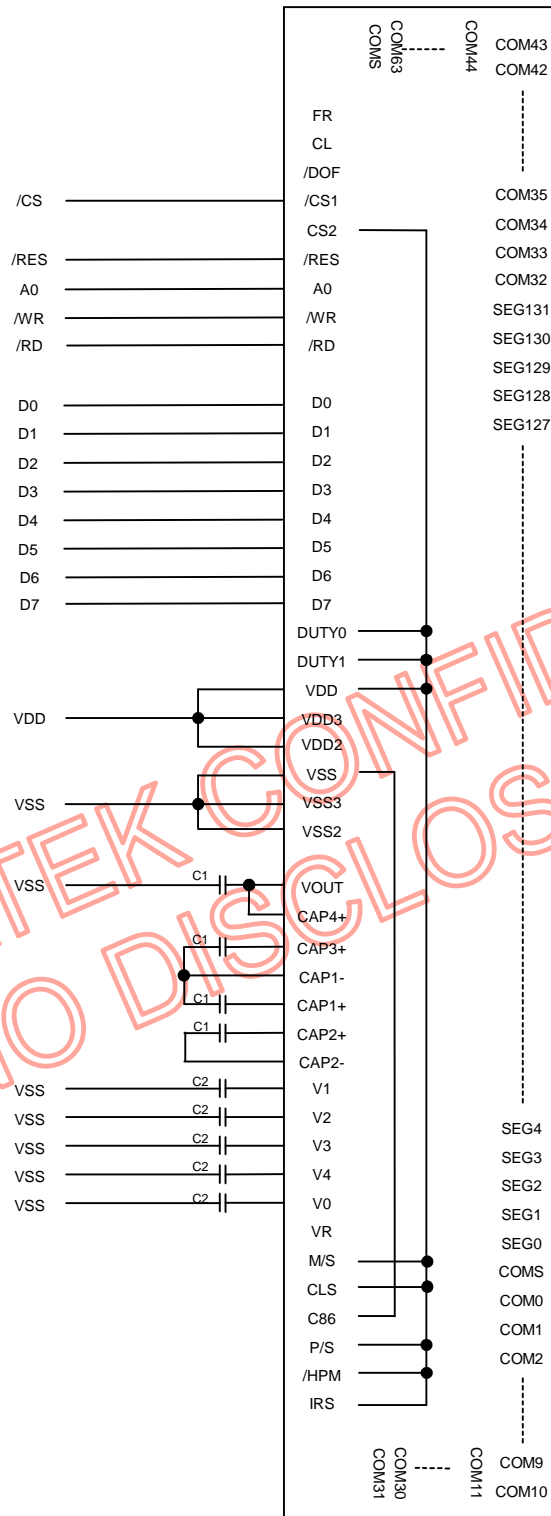 COMS
COM63
COM44
COM43
COM42
FR
CL
/DOF
/CS
/CS1
COM35
CS2
COM34
/RES
/RES
COM33
A0
A0
COM32
/WR
/WR
SEG131
/RD
/RD
SEG130
SEG129
SEG128
D0
D0
SEG127
D1
D1
D2
D2
D3
D3
D4
D4
D5
D5
D6
D6
D7
D7
DUTY0
DUTY1
VDD
VDD
VDD3
VDD2
VSS
VSS
VSS3
VSS2
VSS
C1
VOUT
CAP4+
C1
CAP3+
CAP1-
C1
CAP1+
C1
CAP2+
CAP2-
VSS
C2
V1
VSS
C2
V2
SEG4
VSS
C2
V3
SEG3
VSS
C2
V4
SEG2
VSS
C2
V0
SEG1
VR
SEG0
M/S
COMS
CLS
COM0
C86
COM1
P/S
COM2
/HPM
IRS
COM31
COM30
COM11
COM9
COM10